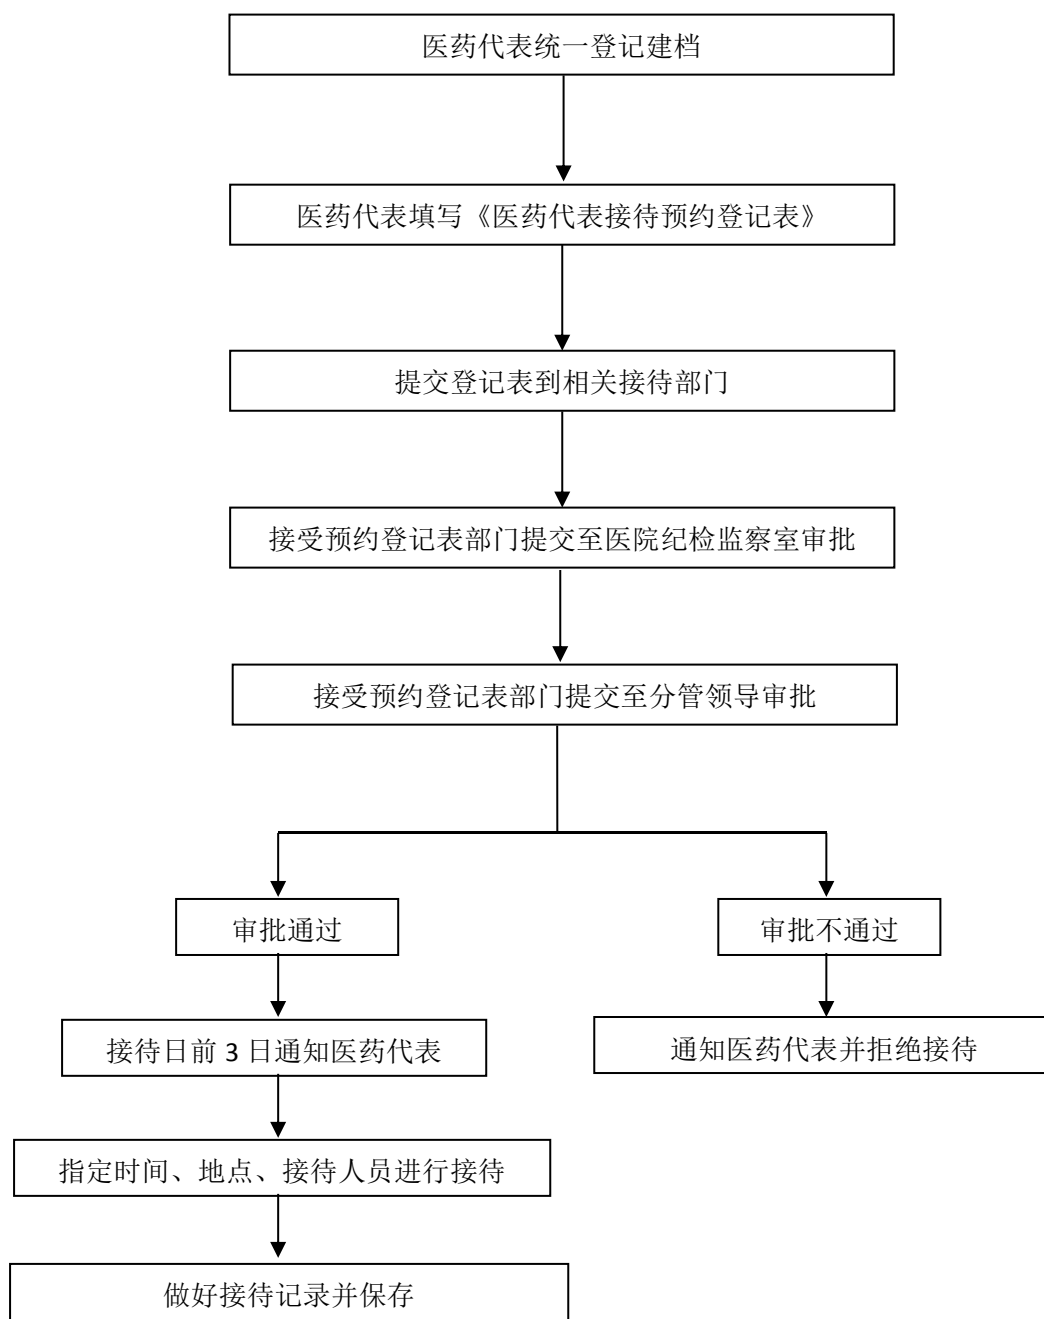 医药代表统一登记建档
医药代表填写《医药代表接待预约登记表》
提交登记表到相关接待部门
接受预约登记表部门提交至医院纪检监察室审批
接受预约登记表部门提交至分管领导审批
审批通过
审批不通过
接待日前 3 日通知医药代表
通知医药代表并拒绝接待
指定时间、地点、接待人员进行接待
做好接待记录并保存